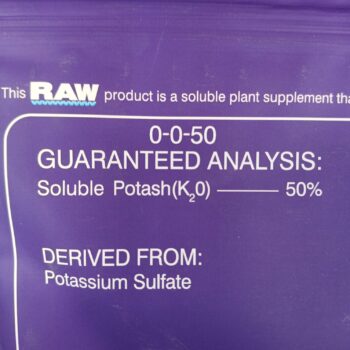 This RAW product is a soluble plant supplement tha
0-0-50
GUARANTEED ANALYSIS:
Soluble Potash(K₂0) —— 50%
DERIVED FROM:
Potassium Sulfate